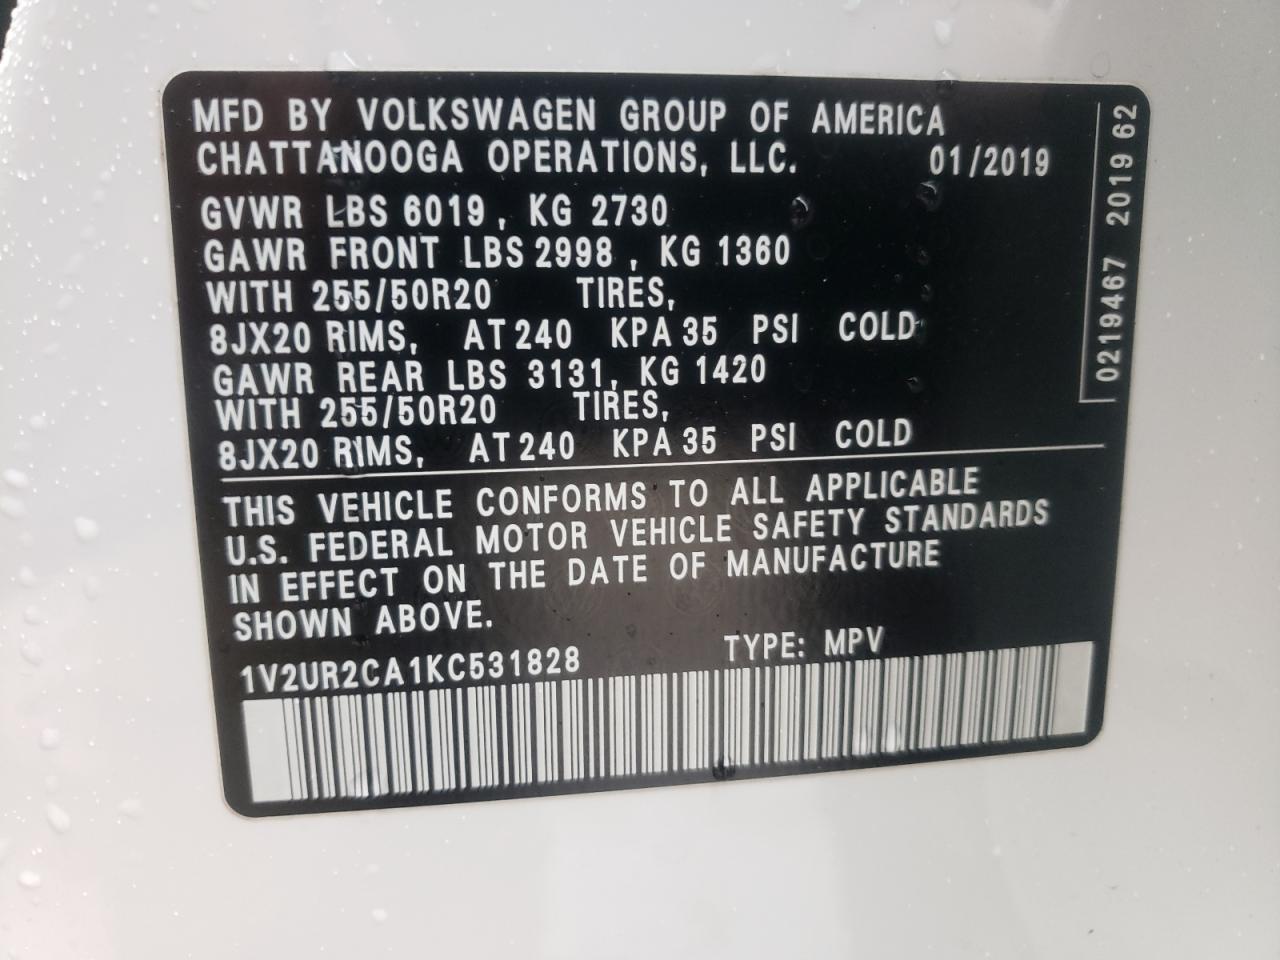 MFD BY VOLKSWAGEN GROUP OF AMERICA
CHATTANOOGA OPERATIONS, LLC. 01/2019
GVWR LBS 6019, KG 2730
GAWR FRONT LBS 2998, KG 1360
WITH 255/50R20 TIRES,
8JX20 RIMS, AT 240 KPA 35 PSI COLD
GAWR REAR LBS 3131, KG 1420
WITH 255/50R20 TIRES,
8JX20 RIMS, AT 240 KPA 35 PSI COLD
THIS VEHICLE CONFORMS TO ALL APPLICABLE
U.S. FEDERAL MOTOR VEHICLE SAFETY STANDARDS
IN EFFECT ON THE DATE OF MANUFACTURE
SHOWN ABOVE.
1V2UR2CA1KC531828 TYPE: MPV
0219467 2019 62